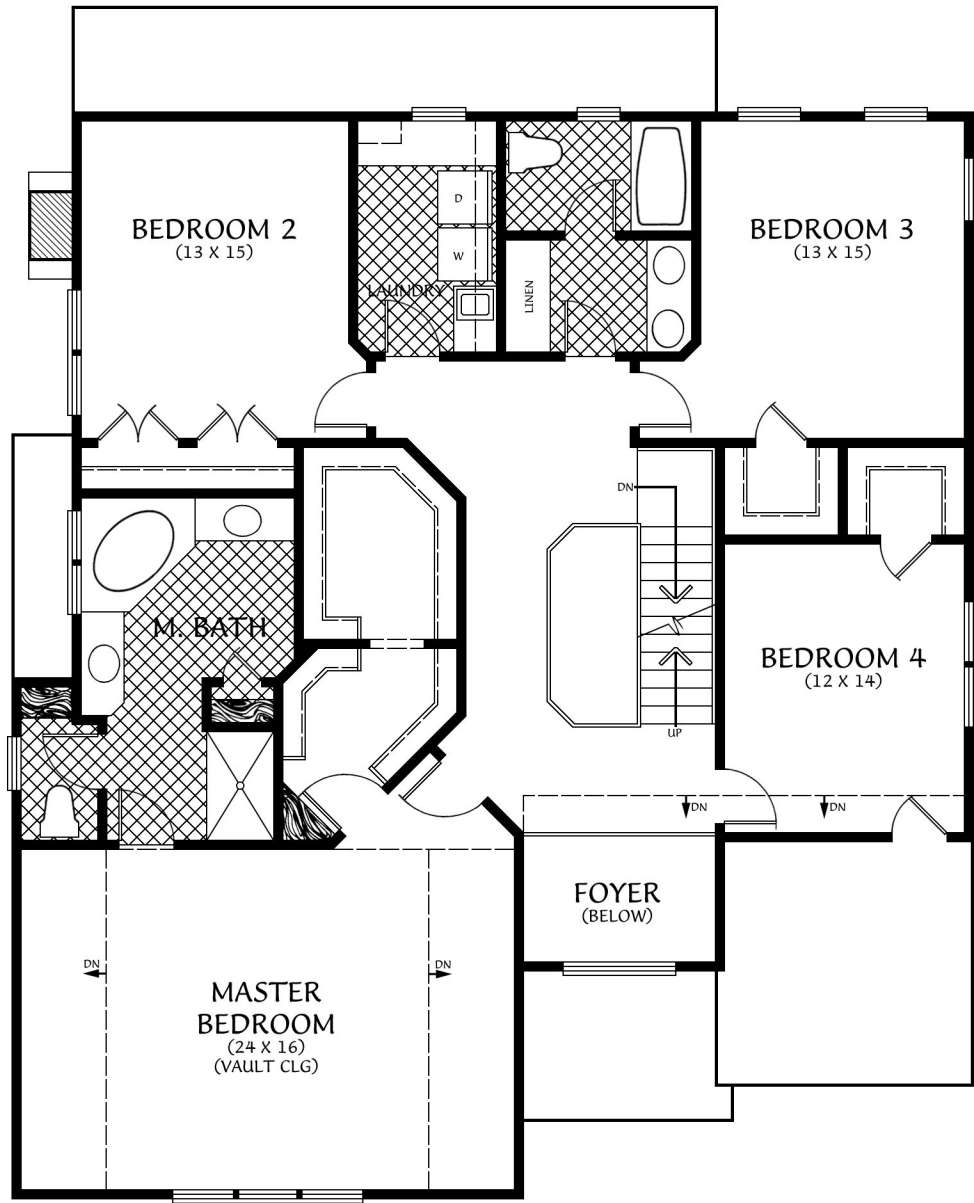 BEDROOM 2
(13 X 15)
D
W
LAUNDRY
LINEN
BEDROOM 3
(13 X 15)
DN
UP
M. BATH
BEDROOM 4
(12 X 14)
DN
DN
FOYER
(BELOW)
DN
DN
MASTER
BEDROOM
(24 X 16)
(VAULT CLG)